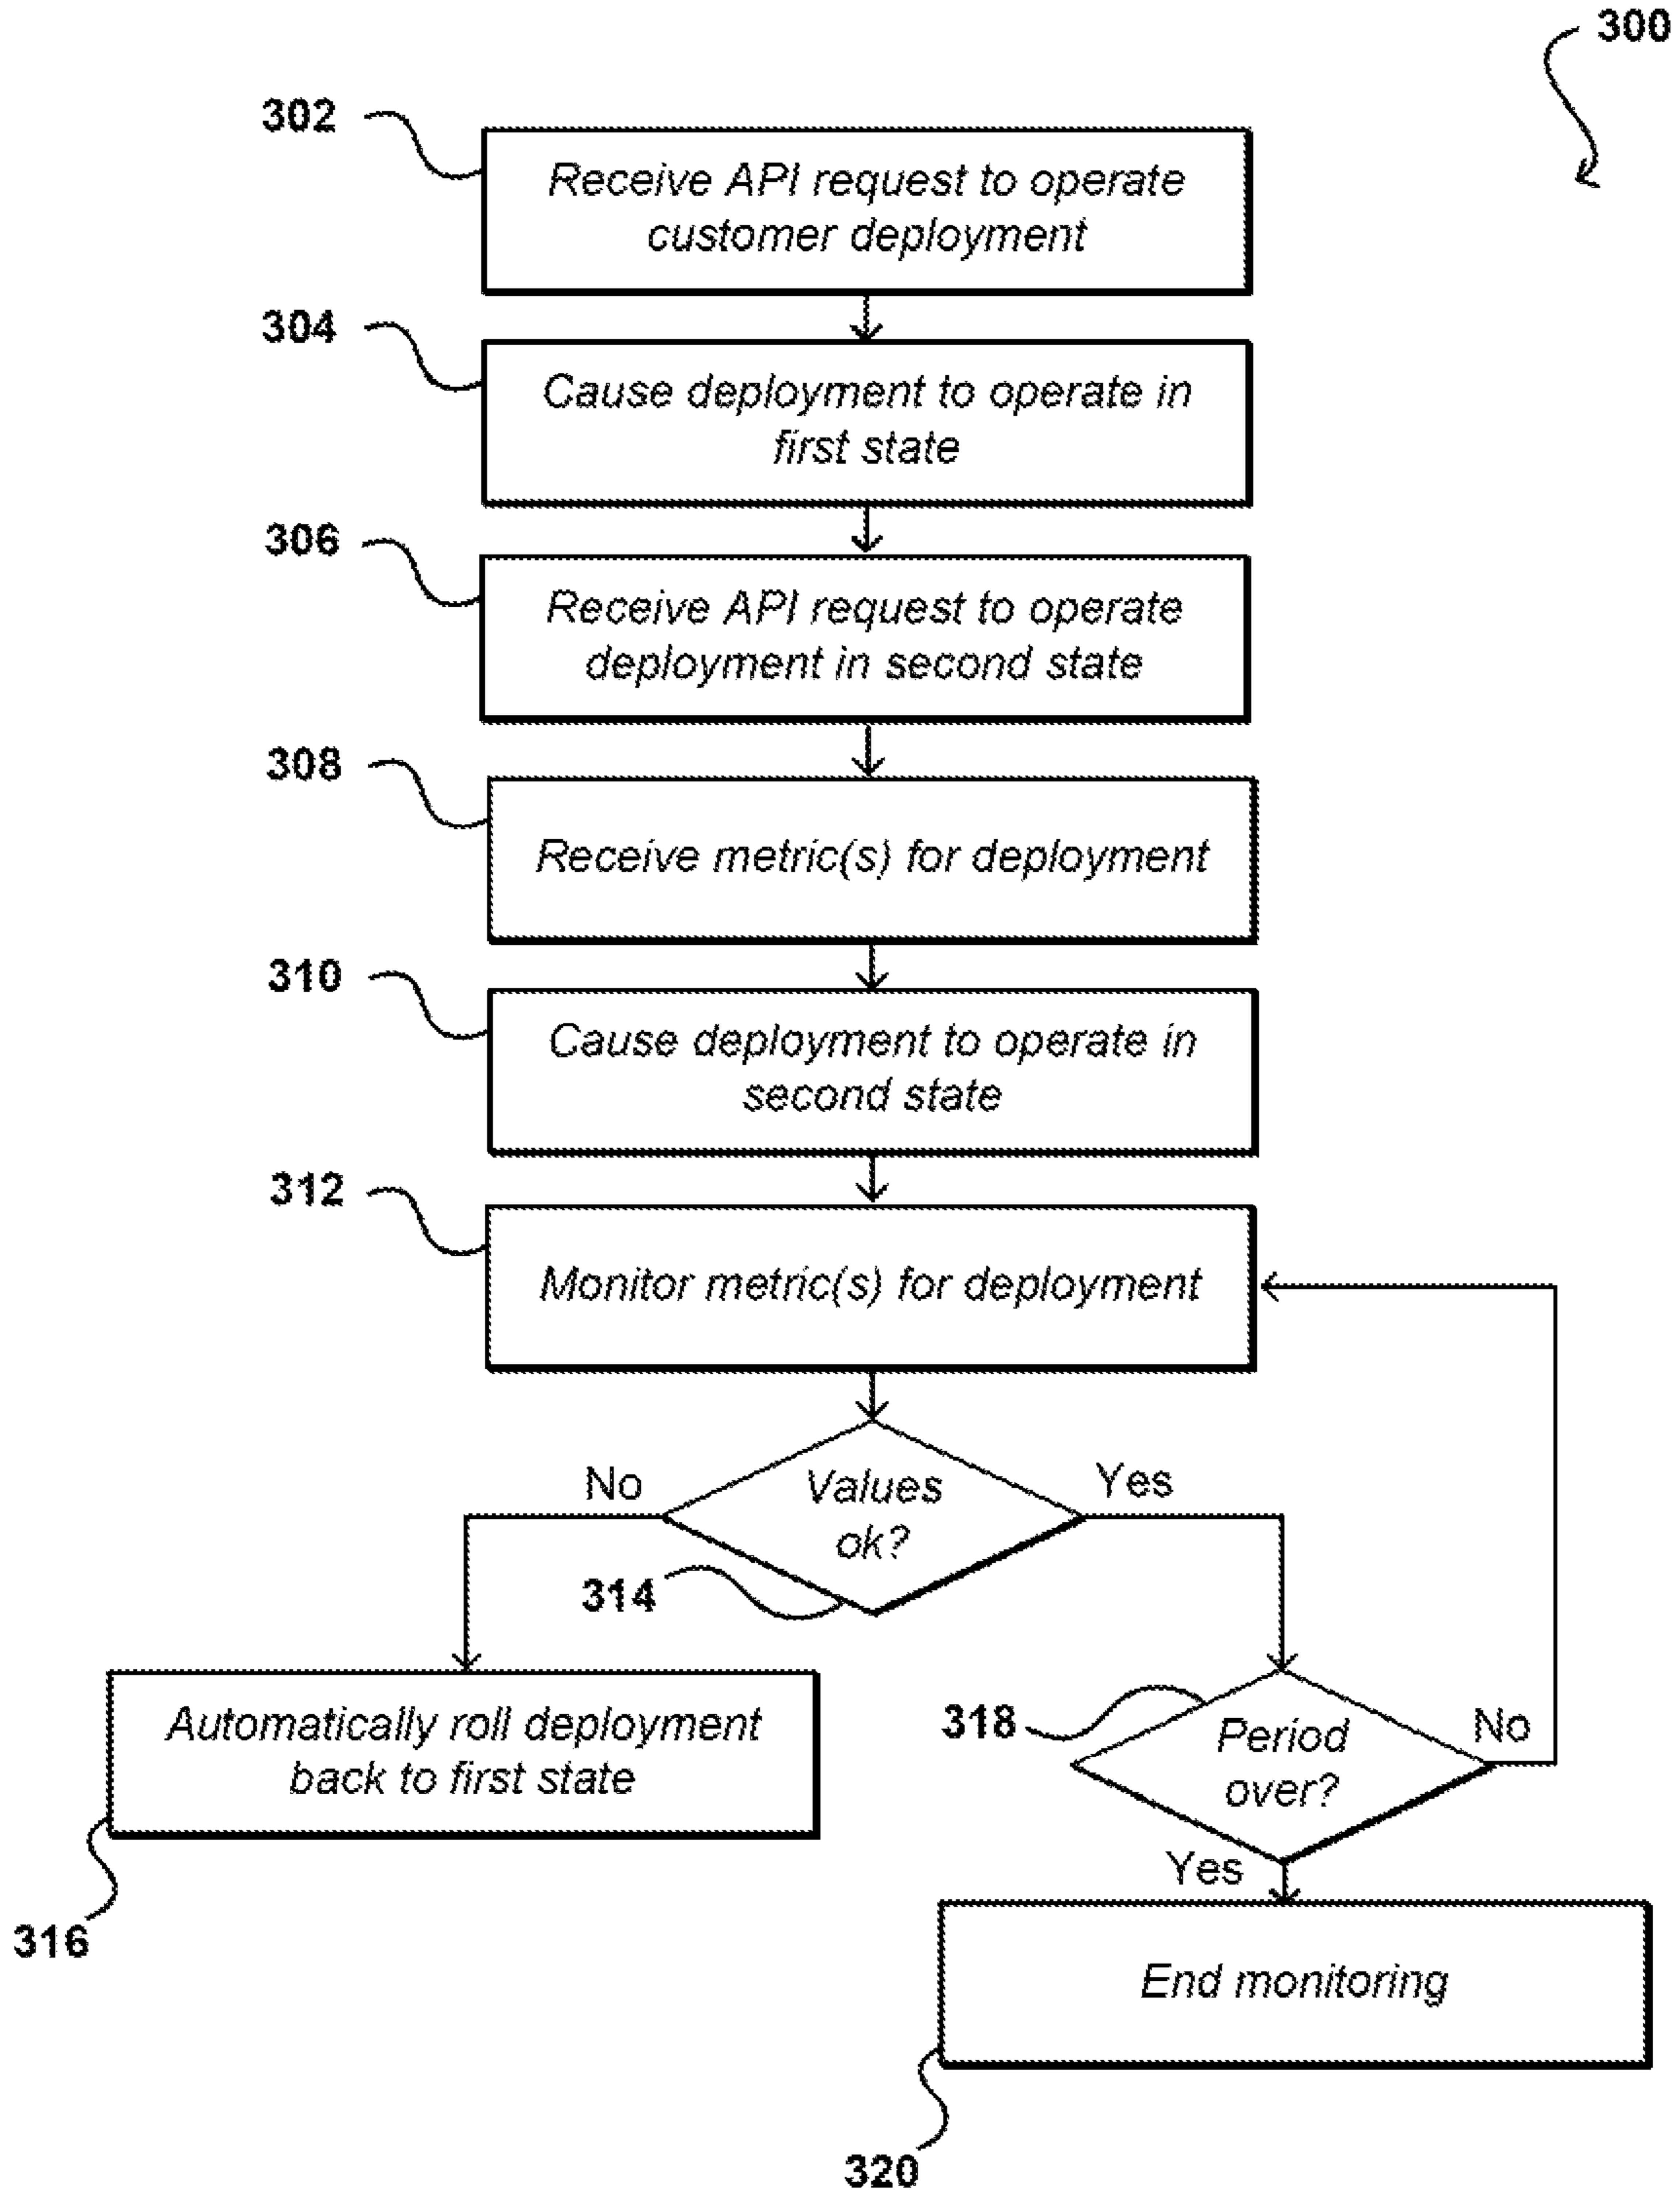 300
302
Receive API request to operate
customer deployment
304
Cause deployment to operate in
first state
306
Receive API request to operate
deployment in second state
308
Receive metric(s) for deployment
310
Cause deployment to operate in
second state
312
Monitor metric(s) for deployment
No
Values
ok?
Yes
314
Automatically roll deployment
back to first state
316
318
Period
over?
No
Yes
End monitoring
320